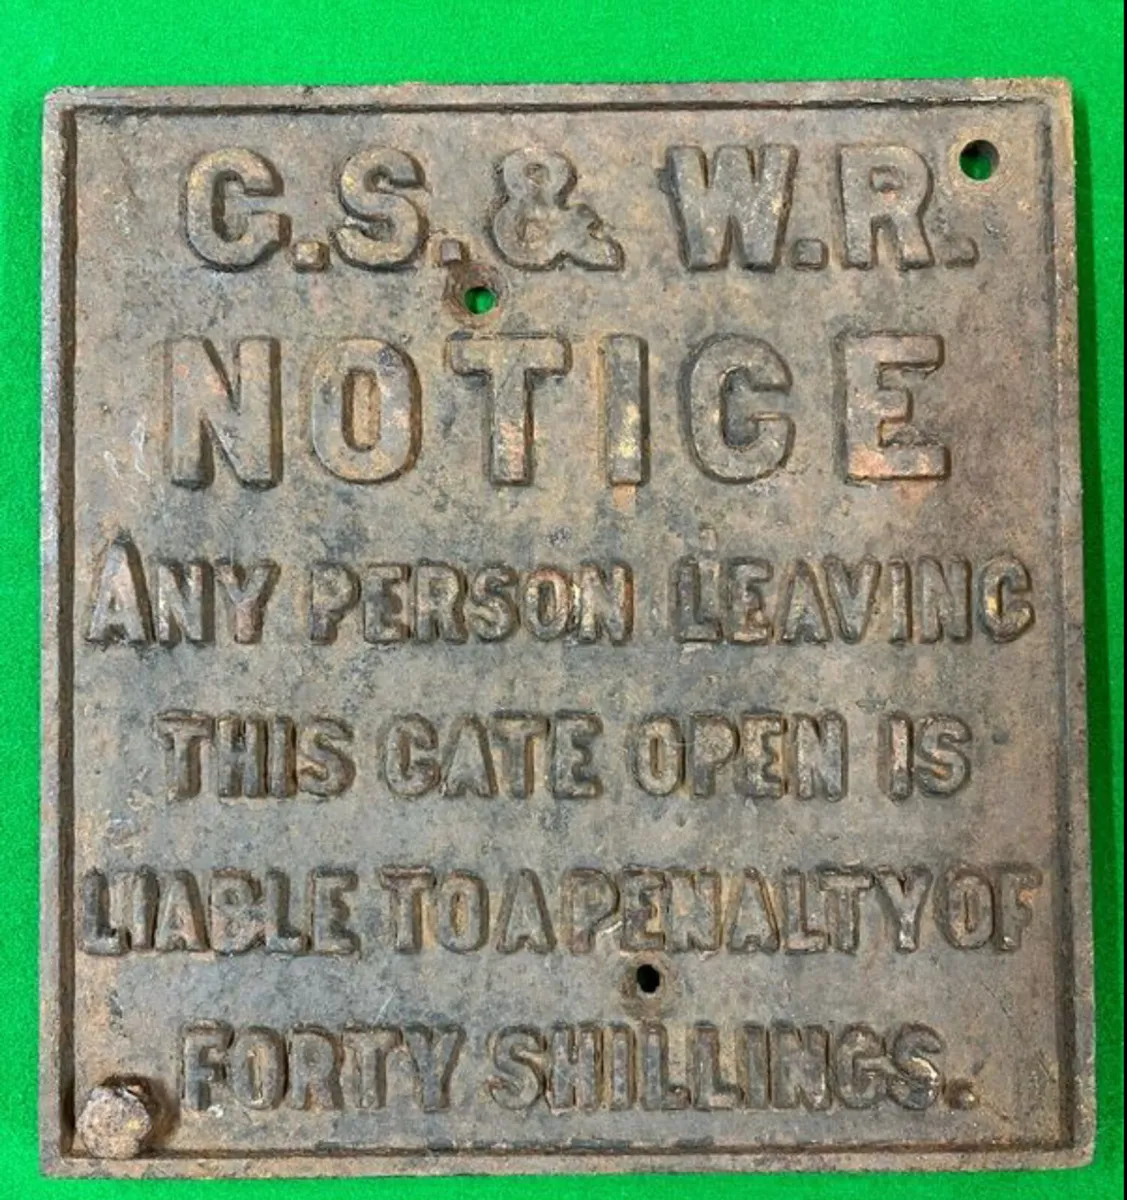 G.S. & W.R.
NOTICE
ANY PERSON LEAVING
THIS GATE OPEN IS
LIABLE TO A PENALTY OF
FORTY SHILLINGS.